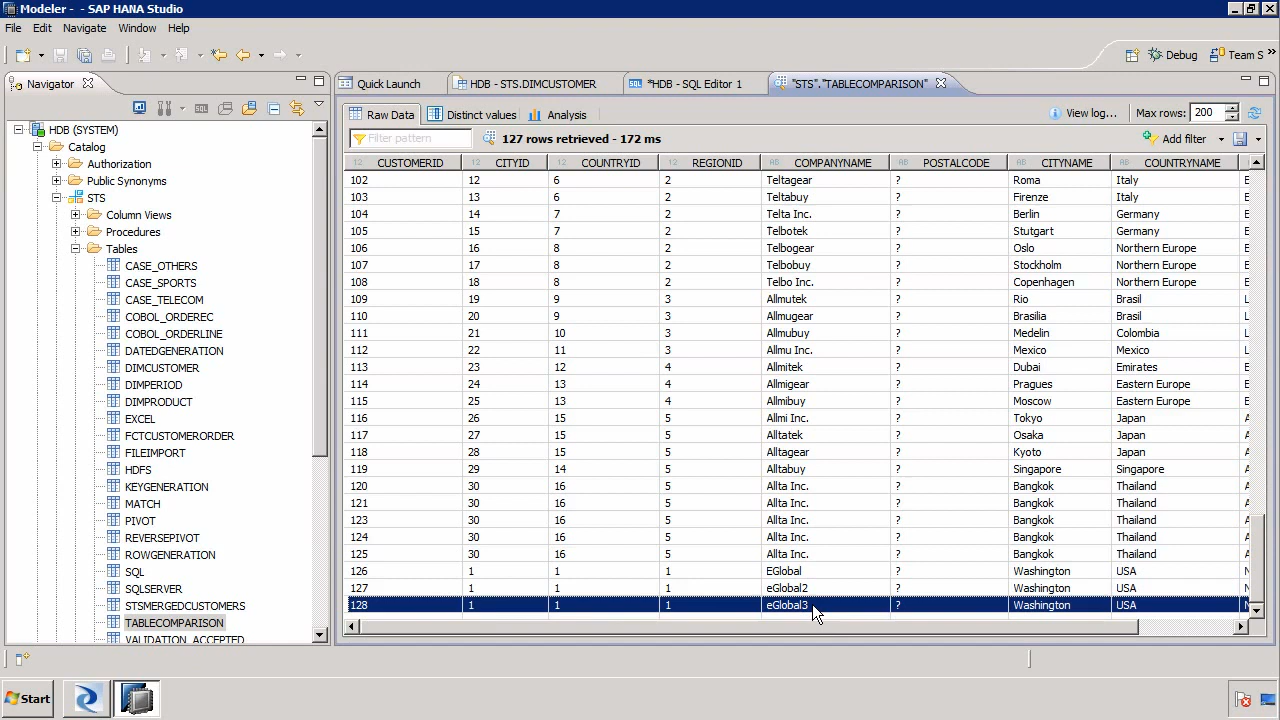 Modeler - - SAP HANA Studio
File Edit Navigate Window Help
Debug Team S
Navigator Quick Launch HDB - STS.DIMCUSTOMER *HDB - SQL Editor 1 "STS"."TABLECOMPARISON"
Raw Data Distinct values Analysis View log... Max rows: 200
Filter pattern 127 rows retrieved - 172 ms Add filter
HDB (SYSTEM)
Catalog
Authorization
Public Synonyms
STS
Column Views
Procedures
Tables
CASE_OTHERS
CASE_SPORTS
CASE_TELECOM
COBOL_ORDEREC
COBOL_ORDERLINE
DATEDGENERATION
DIMCUSTOMER
DIMPERIOD
DIMPRODUCT
EXCEL
FCTCUSTOMERORDER
FILEIMPORT
HDFS
KEYGENERATION
MATCH
PIVOT
REVERSEPIVOT
ROWGENERATION
SQL
SQLSERVER
STSMERGEDCUSTOMERS
TABLECOMPARISON
VALIDATION_ACCEPTED
12 CUSTOMERID 12 CITYID 12 COUNTRYID 12 REGIONID AB COMPANYNAME AB POSTALCODE AB CITYNAME AB COUNTRYNAME
102 12 6 2 Teltagear ? Roma Italy E
103 13 6 2 Teltabuy ? Firenze Italy E
104 14 7 2 Telta Inc. ? Berlin Germany E
105 15 7 2 Telbotek ? Stutgart Germany E
106 16 8 2 Telbogear ? Oslo Northern Europe E
107 17 8 2 Telbobuy ? Stockholm Northern Europe E
108 18 8 2 Telbo Inc. ? Copenhagen Northern Europe E
109 19 9 3 Allmutek ? Rio Brasil L
110 20 9 3 Allmugear ? Brasilia Brasil L
111 21 10 3 Allmubuy ? Medelin Colombia L
112 22 11 3 Allmu Inc. ? Mexico Mexico L
113 23 12 4 Allmitek ? Dubai Emirates E
114 24 13 4 Allmigear ? Pragues Eastern Europe E
115 25 13 4 Allmibuy ? Moscow Eastern Europe E
116 26 15 5 Allmi Inc. ? Tokyo Japan A
117 27 15 5 Alltatek ? Osaka Japan A
118 28 15 5 Alltagear ? Kyoto Japan A
119 29 14 5 Alltabuy ? Singapore Singapore A
120 30 16 5 Allta Inc. ? Bangkok Thailand A
121 30 16 5 Allta Inc. ? Bangkok Thailand A
123 30 16 5 Allta Inc. ? Bangkok Thailand A
124 30 16 5 Allta Inc. ? Bangkok Thailand A
125 30 16 5 Allta Inc. ? Bangkok Thailand A
126 1 1 1 EGlobal ? Washington USA N
127 1 1 1 eGlobal2 ? Washington USA N
128 1 1 1 eGlobal3 ? Washington USA N
Start